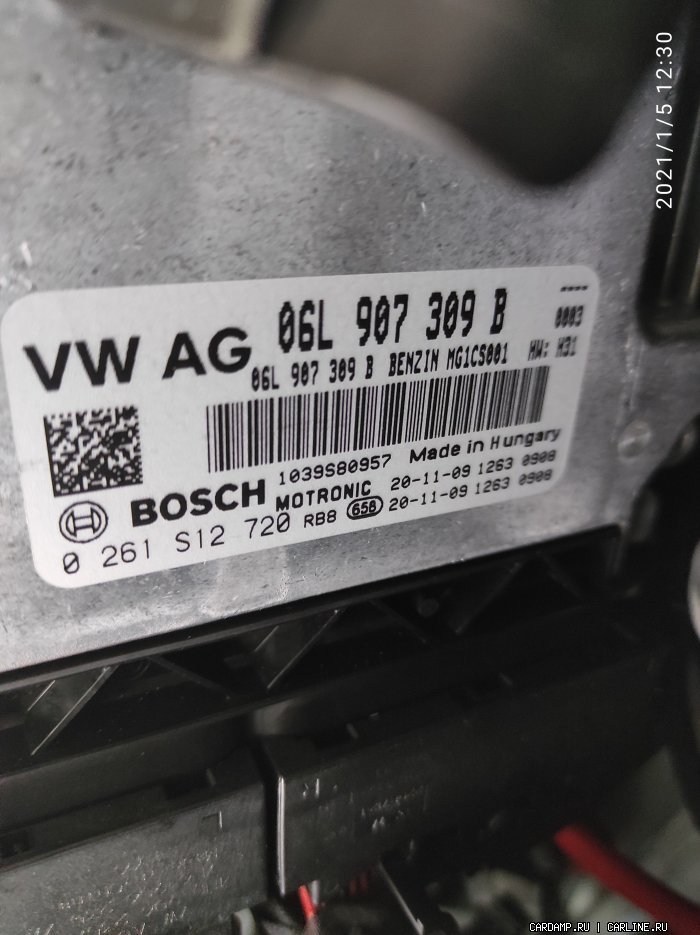 2021/1/5 12:30
----
VW AG 06L 907 309 B 0003
06L 907 309 B BENZIN MG1CS001 HW: H31
1039S80957 Made in Hungary
BOSCH MOTRONIC 20-11-09 1263 0908
0 261 S12 720 RB8 658 20-11-09 1263 0908
CARDAMP.RU | CARLINE.RU